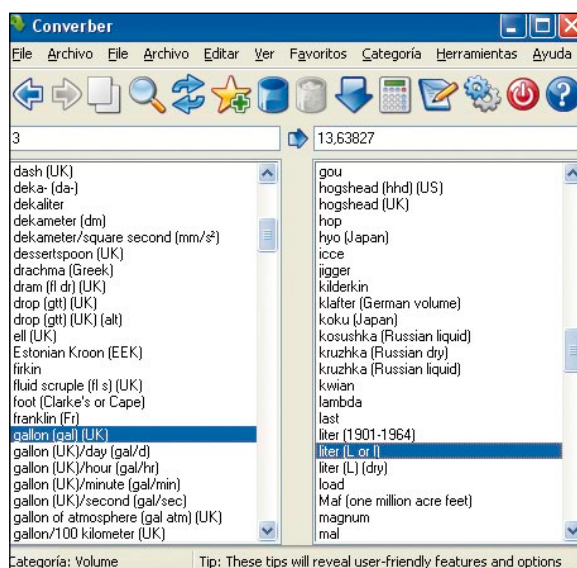 Converber
File Archivo File Archivo Editar Ver Favoritos Categoría Herramientas Ayuda
3
13,63827
dash (UK)
deka- (da-)
dekaliter
dekameter (dm)
dekameter/square second (mm/s²)
dessertspoon (UK)
drachma (Greek)
dram (fl dr) (UK)
drop (gtt) (UK)
drop (gtt) (UK) (alt)
ell (UK)
Estonian Kroon (EEK)
firkin
fluid scruple (fl s) (UK)
foot (Clarke's or Cape)
franklin (Fr)
gallon (gal) (UK)
gallon (UK)/day (gal/d)
gallon (UK)/hour (gal/hr)
gallon (UK)/minute (gal/min)
gallon (UK)/second (gal/sec)
gallon of atmosphere (gal atm) (UK)
gallon/100 kilometer (UK)
gou
hogshead (hhd) (US)
hogshead (UK)
hop
hyo (Japan)
icce
jigger
kilderkin
klafter (German volume)
koku (Japan)
kosushka (Russian liquid)
kruzhka (Russian dry)
kruzhka (Russian liquid)
kwian
lambda
last
liter (1901-1964)
liter (L or l)
liter (L) (dry)
load
Maf (one million acre feet)
magnum
mal
Categoría: Volume
Tip: These tips will reveal user-friendly features and options